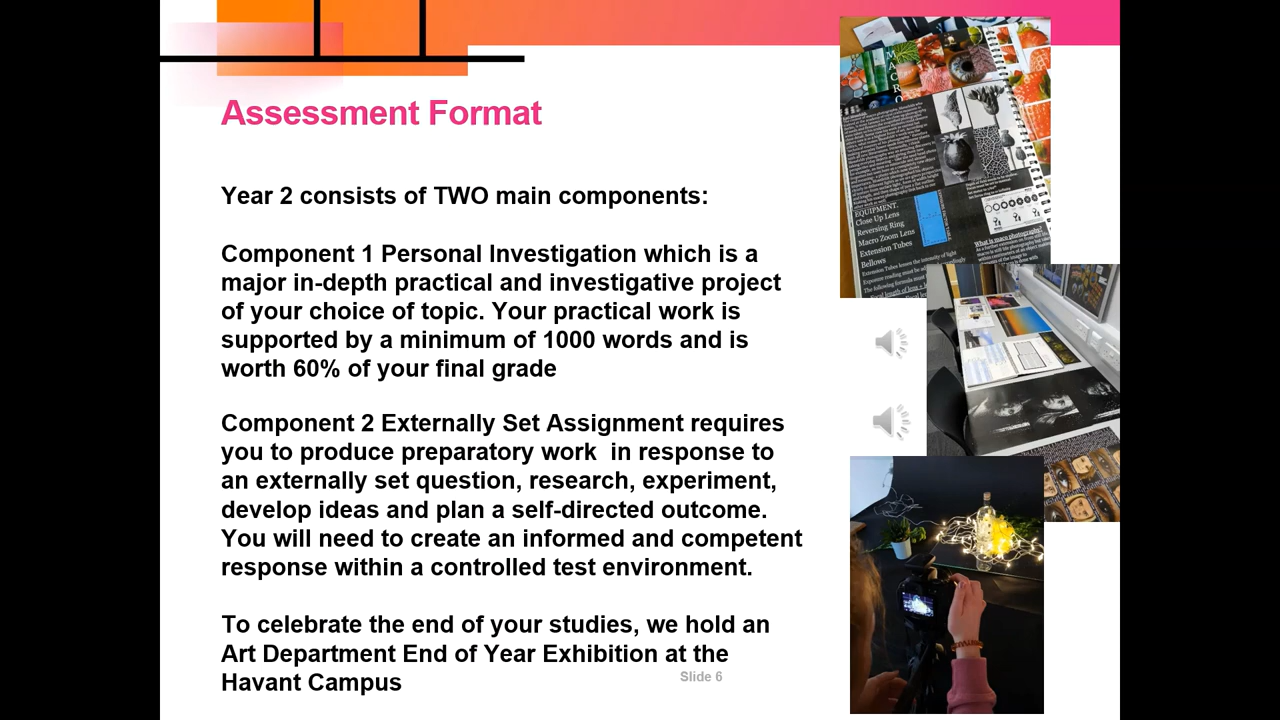 Assessment Format
Year 2 consists of TWO main components:
Component 1 Personal Investigation which is a
major in-depth practical and investigative project
of your choice of topic. Your practical work is
supported by a minimum of 1000 words and is
worth 60% of your final grade
Component 2 Externally Set Assignment requires
you to produce preparatory work  in response to
an externally set question, research, experiment,
develop ideas and plan a self-directed outcome.
You will need to create an informed and competent
response within a controlled test environment.
To celebrate the end of your studies, we hold an
Art Department End of Year Exhibition at the
Havant Campus
Slide 6
MACRO
EQUIPMENT.
Close Up Lens
Reversing Ring
Macro Zoom Lens
Extension Tubes
Bellows
What is macro photography?